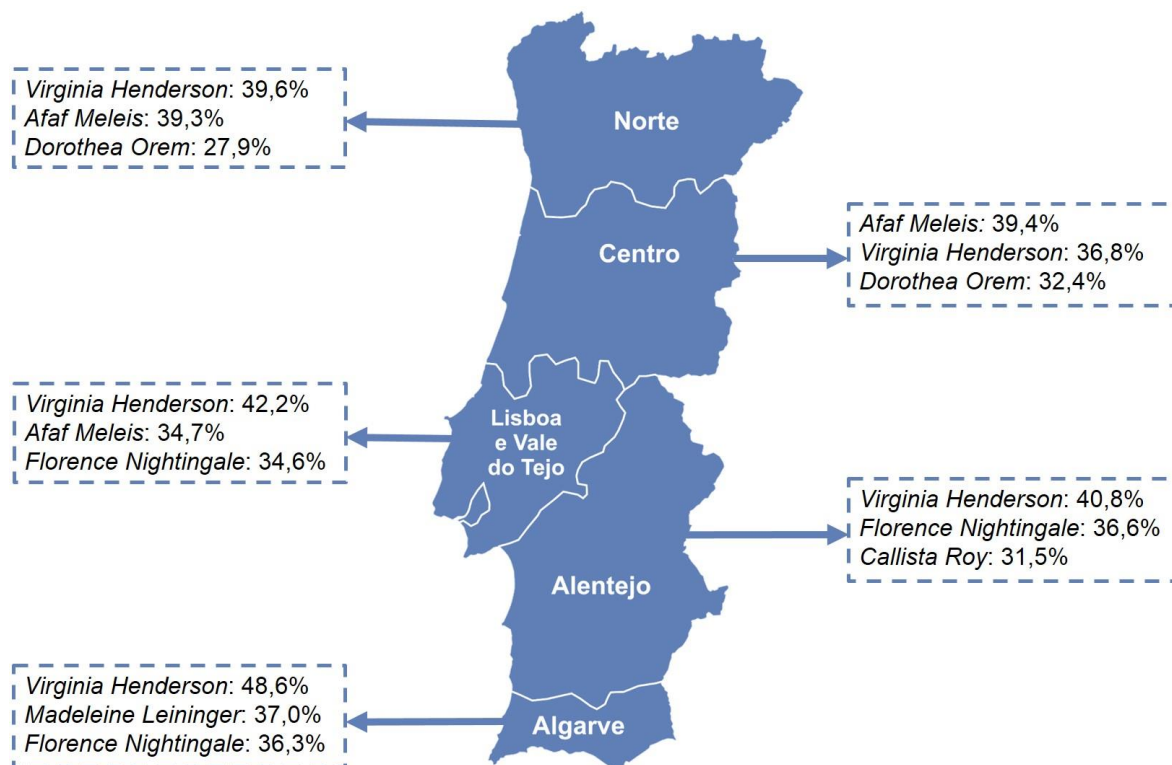 Virginia Henderson: 39,6%
Afaf Meleis: 39,3%
Dorothea Orem: 27,9%
Norte
Afaf Meleis: 39,4%
Virginia Henderson: 36,8%
Dorothea Orem: 32,4%
Centro
Virginia Henderson: 42,2%
Afaf Meleis: 34,7%
Florence Nightingale: 34,6%
Lisboa
e Vale
do Tejo
Virginia Henderson: 40,8%
Florence Nightingale: 36,6%
Callista Roy: 31,5%
Alentejo
Virginia Henderson: 48,6%
Madeleine Leininger: 37,0%
Florence Nightingale: 36,3%
Algarve